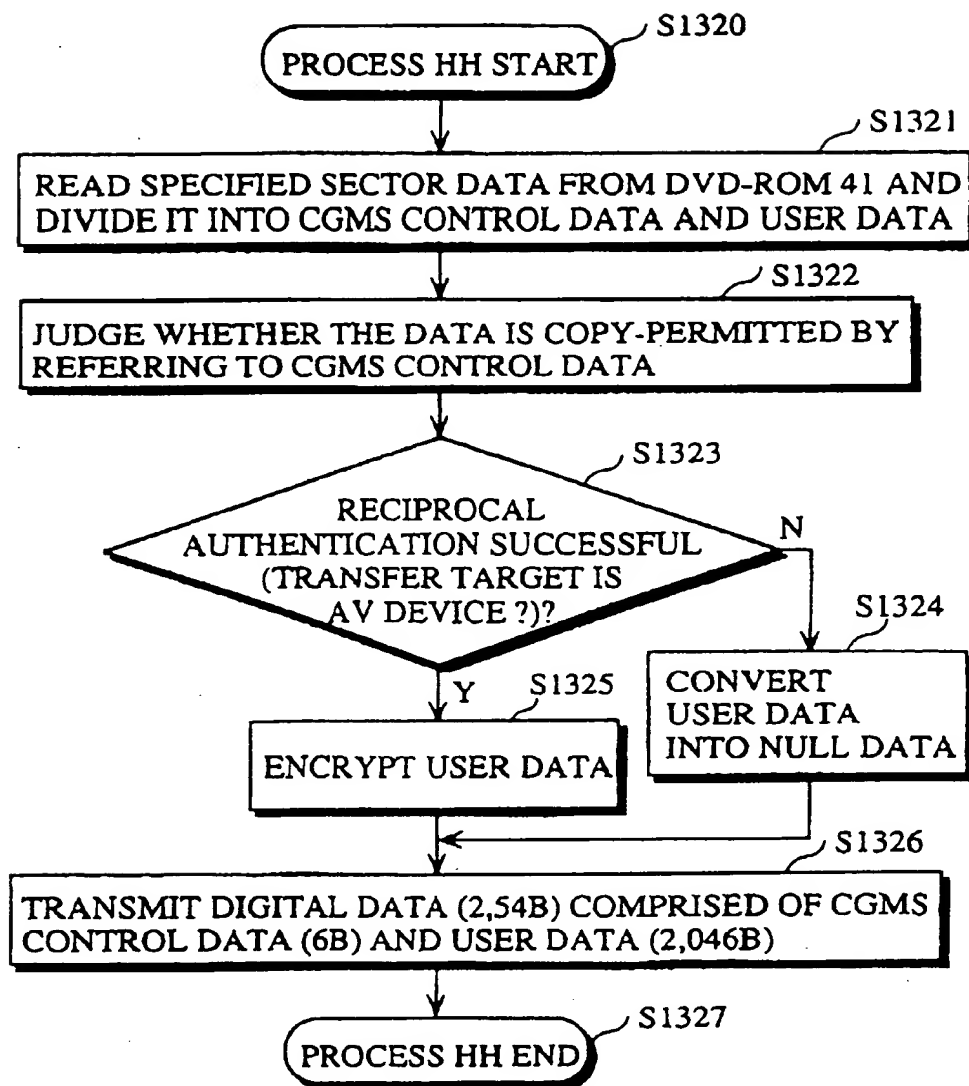 S1320
PROCESS HH START
S1321
READ SPECIFIED SECTOR DATA FROM DVD-ROM 41 AND
DIVIDE IT INTO CGMS CONTROL DATA AND USER DATA
S1322
JUDGE WHETHER THE DATA IS COPY-PERMITTED BY
REFERRING TO CGMS CONTROL DATA
S1323
RECIPROCAL
AUTHENTICATION SUCCESSFUL
(TRANSFER TARGET IS
AV DEVICE ?)?
N
S1324
CONVERT
USER DATA
INTO NULL DATA
Y
S1325
ENCRYPT USER DATA
S1326
TRANSMIT DIGITAL DATA (2,54B) COMPRISED OF CGMS
CONTROL DATA (6B) AND USER DATA (2,046B)
S1327
PROCESS HH END